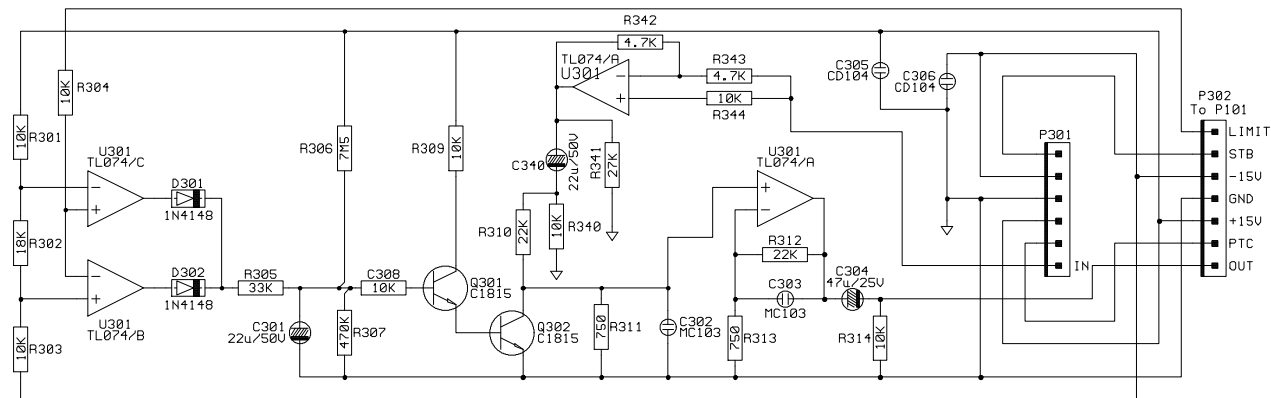 R342
4.7K
TL074/A
U301
R343
4.7K
10K
R344
C305
CD104
C306
CD104
P302
To P101
LIMIT
STB
-15V
GND
+15V
PTC
OUT
P301
IN
10K
R304
10K
R301
U301
TL074/C
D301
1N4148
R306
7M5
R309
10K
C340
22u/50V
R341
27K
U301
TL074/A
18K
R302
R310
22K
10K
R340
D302
1N4148
R305
33K
C308
10K
Q301
C1815
R312
22K
C303
MC103
C304
47u/25V
U301
TL074/B
C301
22u/50V
470K
R307
Q302
C1815
750
R311
C302
MC103
750
R313
R314
10K
10K
R303